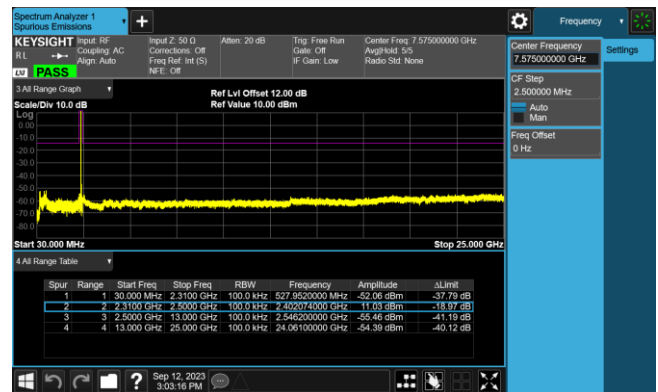 Spectrum Analyzer 1
Spurious Emissions
Frequency
KEYSIGHT
Input: RF
Coupling: AC
Align: Auto
Input Z: 50 Ω
Corrections: Off
Freq Ref: Int (S)
NFE: Off
Atten: 20 dB
Trig: Free Run
Gate: Off
IF Gain: Low
Center Freq: 7.575000000 GHz
Avg|Hold: 5/5
Radio Std: None
R L
LXI
PASS
Center Frequency
7.575000000 GHz
Settings
CF Step
2.500000 MHz
Auto
Man
Freq Offset
0 Hz
3 All Range Graph
Scale/Div 10.0 dB
Ref Lvl Offset 12.00 dB
Ref Value 10.00 dBm
Log
0.00
-10.0
-20.0
-30.0
-40.0
-50.0
-60.0
-70.0
-80.0
Start 30.000 MHz
Stop 25.000 GHz
4 All Range Table
Spur Range Start Freq Stop Freq RBW Frequency Amplitude ΔLimit
1 1 30.000 MHz 2.3100 GHz 100.0 kHz 527.9520000 MHz -52.06 dBm -37.79 dB
2 2 2.3100 GHz 2.5000 GHz 100.0 kHz 2.402074000 GHz 11.03 dBm -18.97 dB
3 3 2.5000 GHz 13.000 GHz 100.0 kHz 2.546200000 GHz -55.46 dBm -41.19 dB
4 4 13.000 GHz 25.000 GHz 100.0 kHz 24.06100000 GHz -54.39 dBm -40.12 dB
Sep 12, 2023
3:03:16 PM